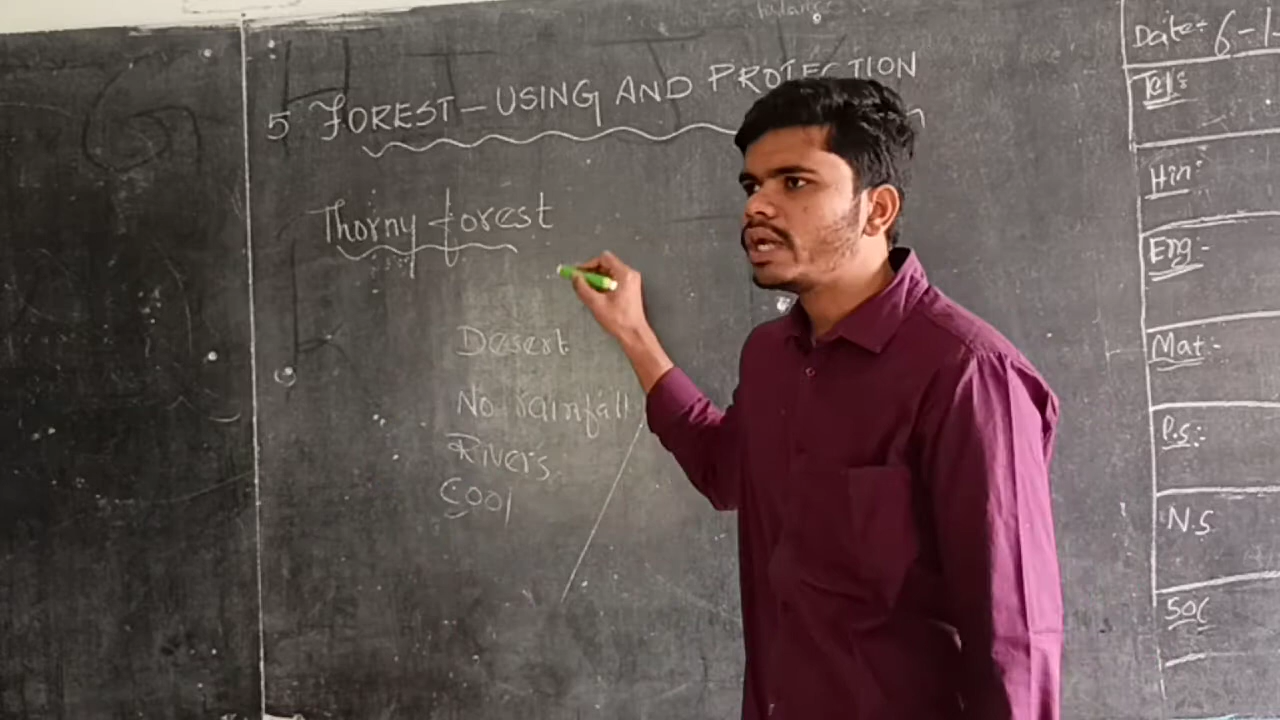 5 FOREST - USING AND PROTECTION
Thorny forest
Desert
No rainfall
Rivers
Cool
Date:- 6-1-
Tel:
Hin:
Eng:-
Mat:-
P.S:-
N.S
SOC